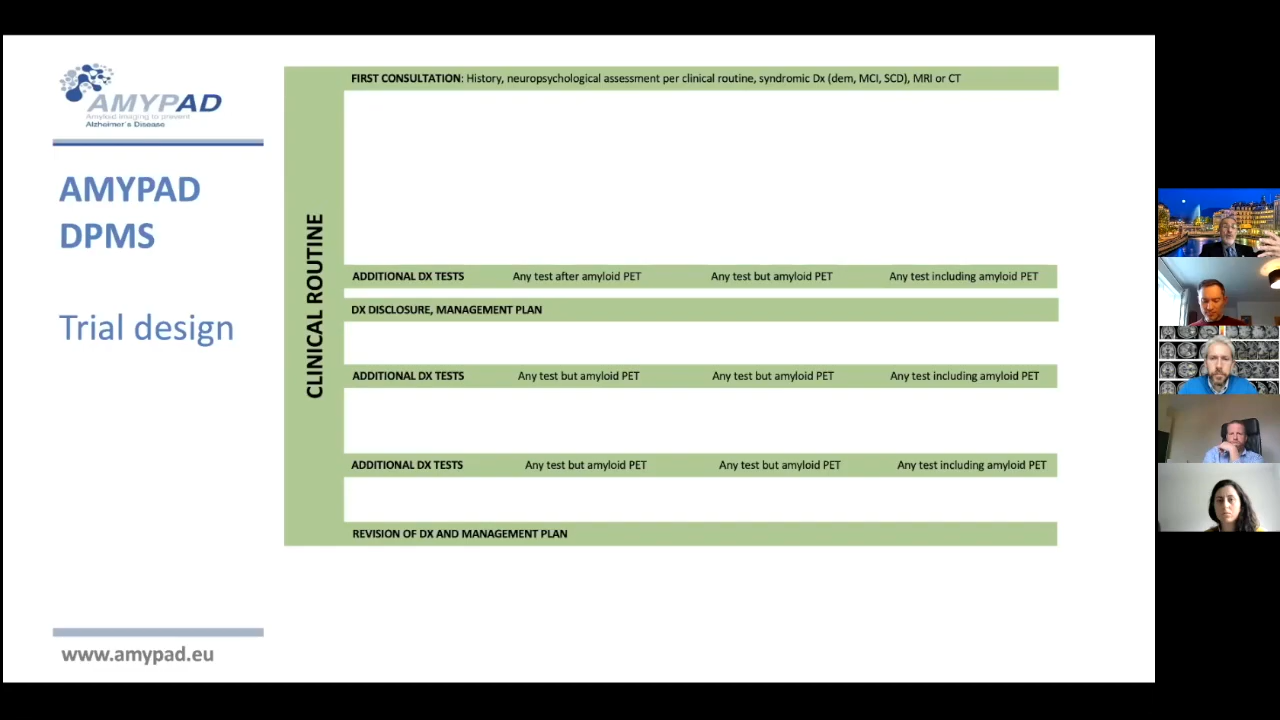 AMYPAD
Amyloid imaging to prevent
Alzheimer's Disease
AMYPAD
DPMS
Trial design
www.amypad.eu
CLINICAL ROUTINE
FIRST CONSULTATION: History, neuropsychological assessment per clinical routine, syndromic Dx (dem, MCI, SCD), MRI or CT
ADDITIONAL DX TESTS Any test after amyloid PET Any test but amyloid PET Any test including amyloid PET
DX DISCLOSURE, MANAGEMENT PLAN
ADDITIONAL DX TESTS Any test but amyloid PET Any test but amyloid PET Any test including amyloid PET
ADDITIONAL DX TESTS Any test but amyloid PET Any test but amyloid PET Any test including amyloid PET
REVISION OF DX AND MANAGEMENT PLAN